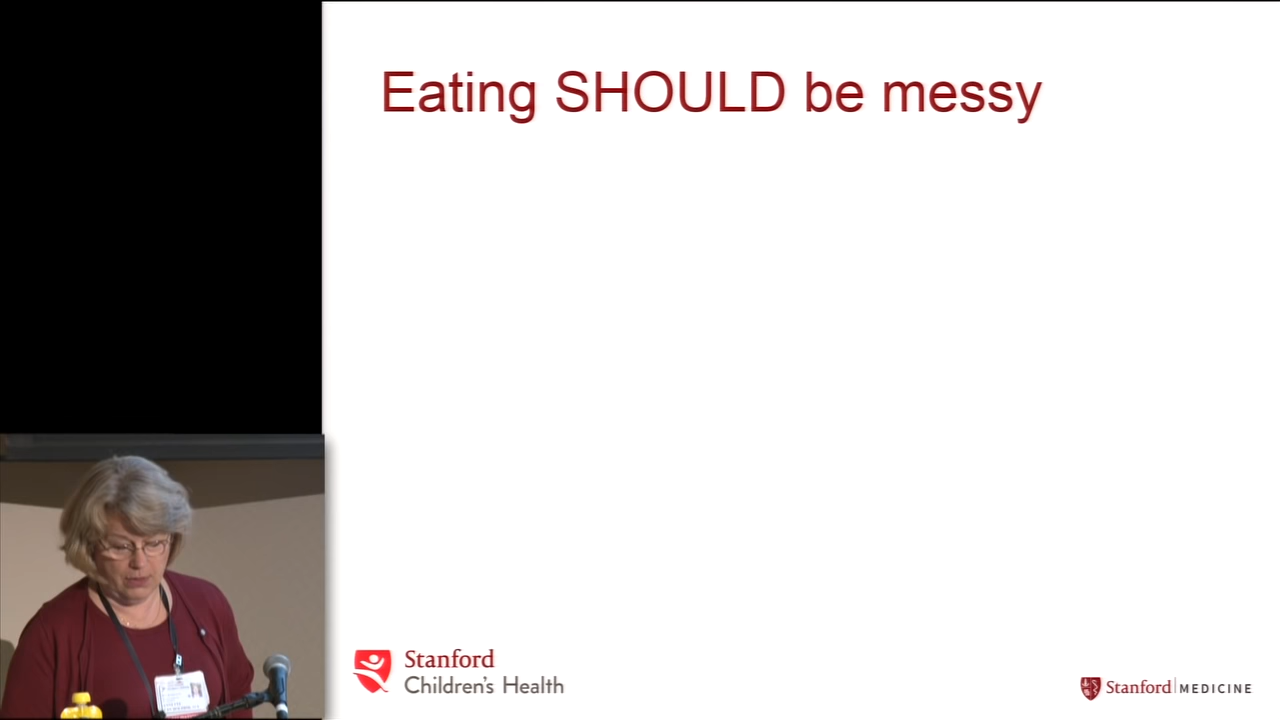 Eating SHOULD be messy
Stanford
Children's Health
Stanford MEDICINE